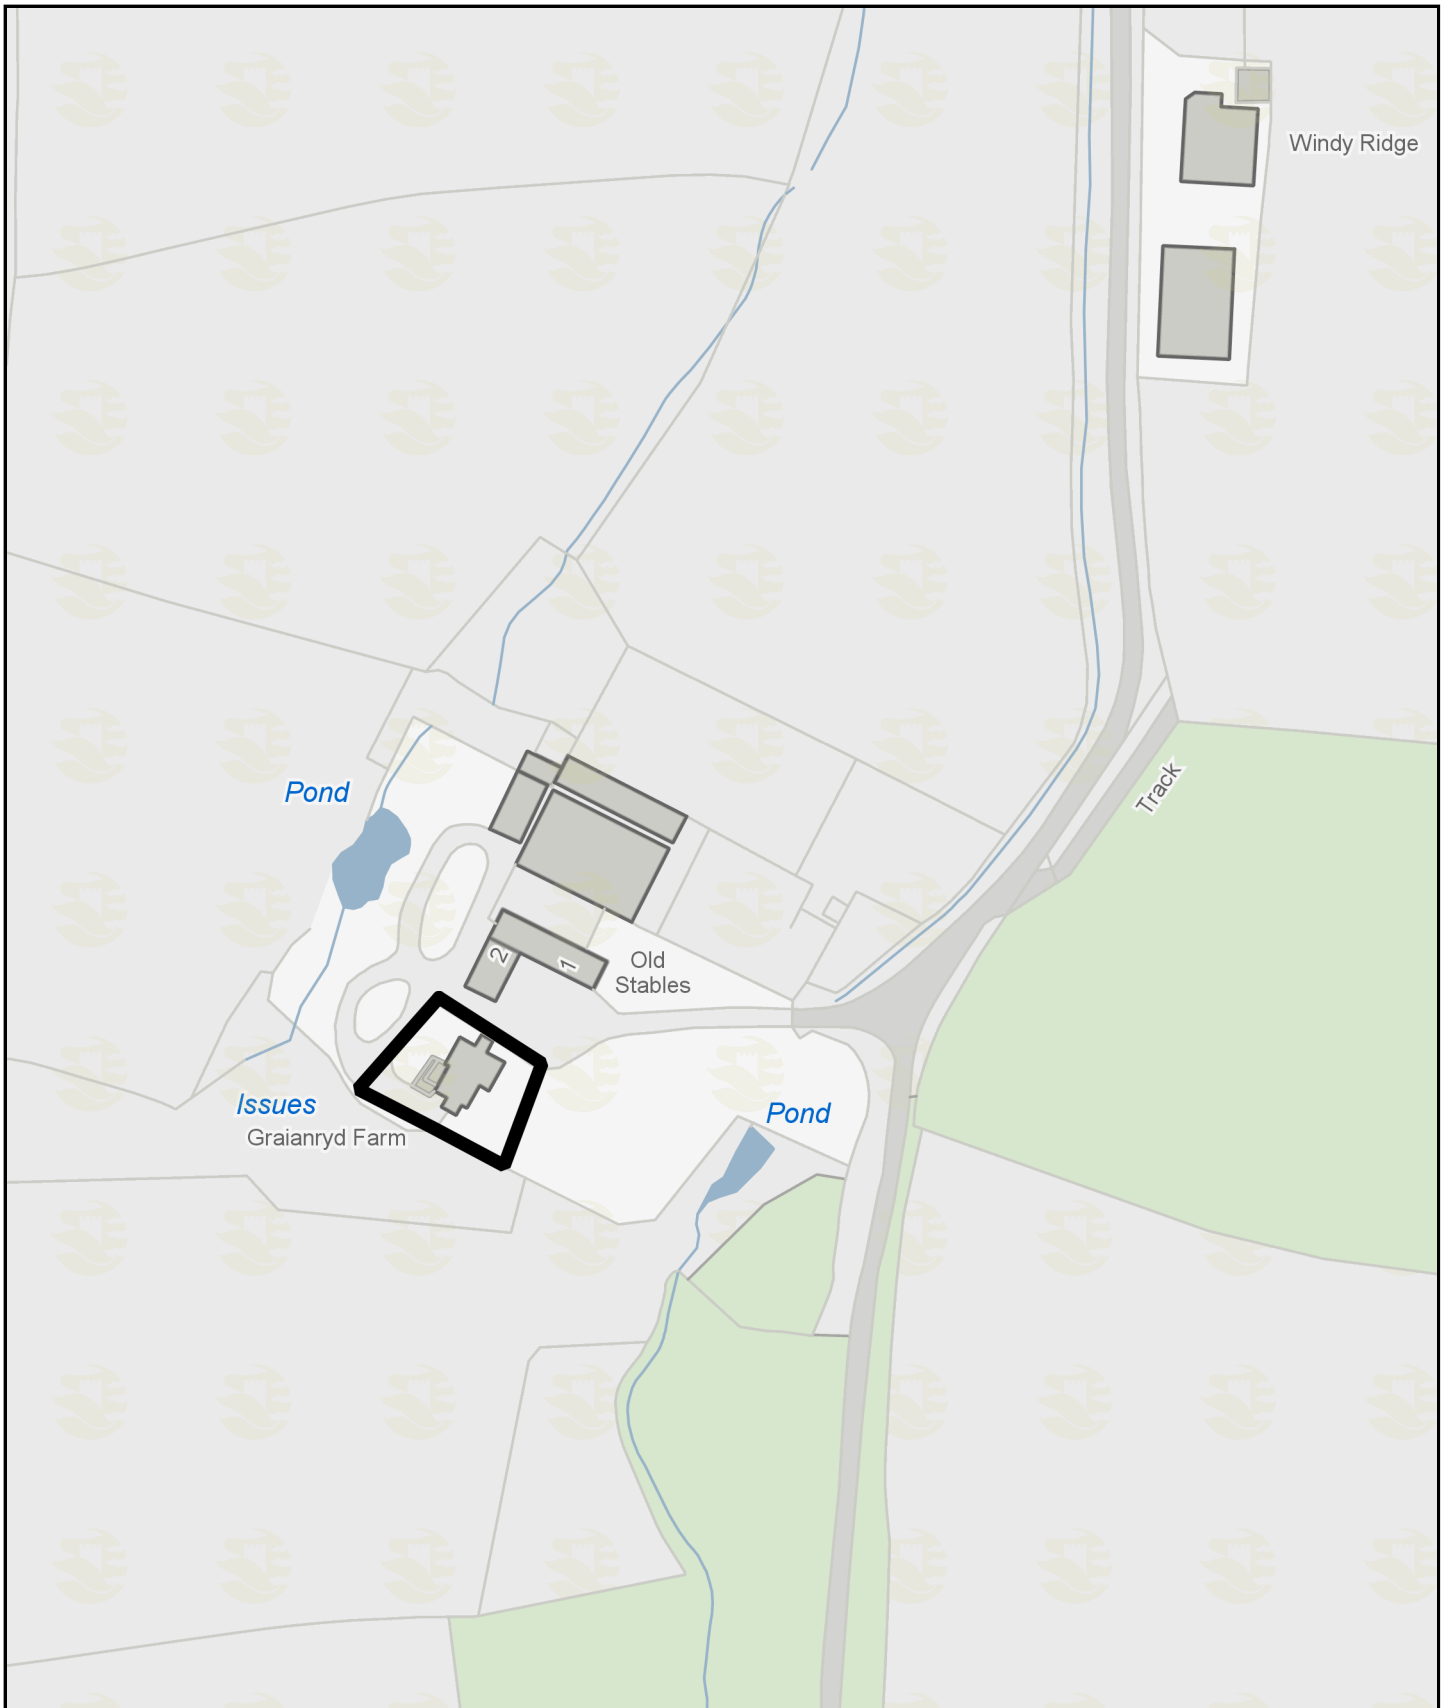 Windy Ridge
Track
Pond
2
1
Old
Stables
Issues
Graianryd Farm
Pond